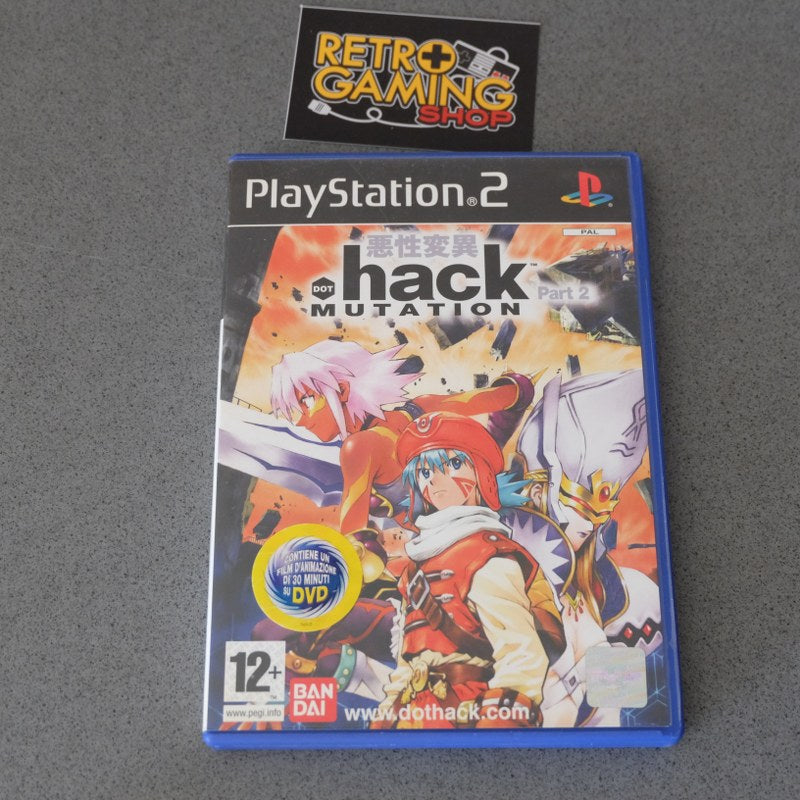 RETRO
GAMING
SHOP
PlayStation®2
PAL
悪性変異
DOT
.hack™
Part 2
MUTATION
CONTIENE UN
FILM D'ANIMAZIONE
DI 30 MINUTI
SU DVD
12+
www.pegi.info
BAN
DAI
www.dothack.com